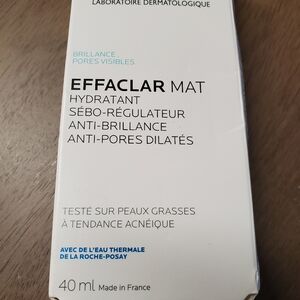 LABORATOIRE DERMATOLOGIQUE
BRILLANCE
PORES VISIBLES
EFFACLAR MAT
HYDRATANT
SÉBO-RÉGULATEUR
ANTI-BRILLANCE
ANTI-PORES DILATÉS
TESTÉ SUR PEAUX GRASSES
À TENDANCE ACNÉIQUE
AVEC DE L'EAU THERMALE
DE LA ROCHE-POSAY
40 ml Made in France